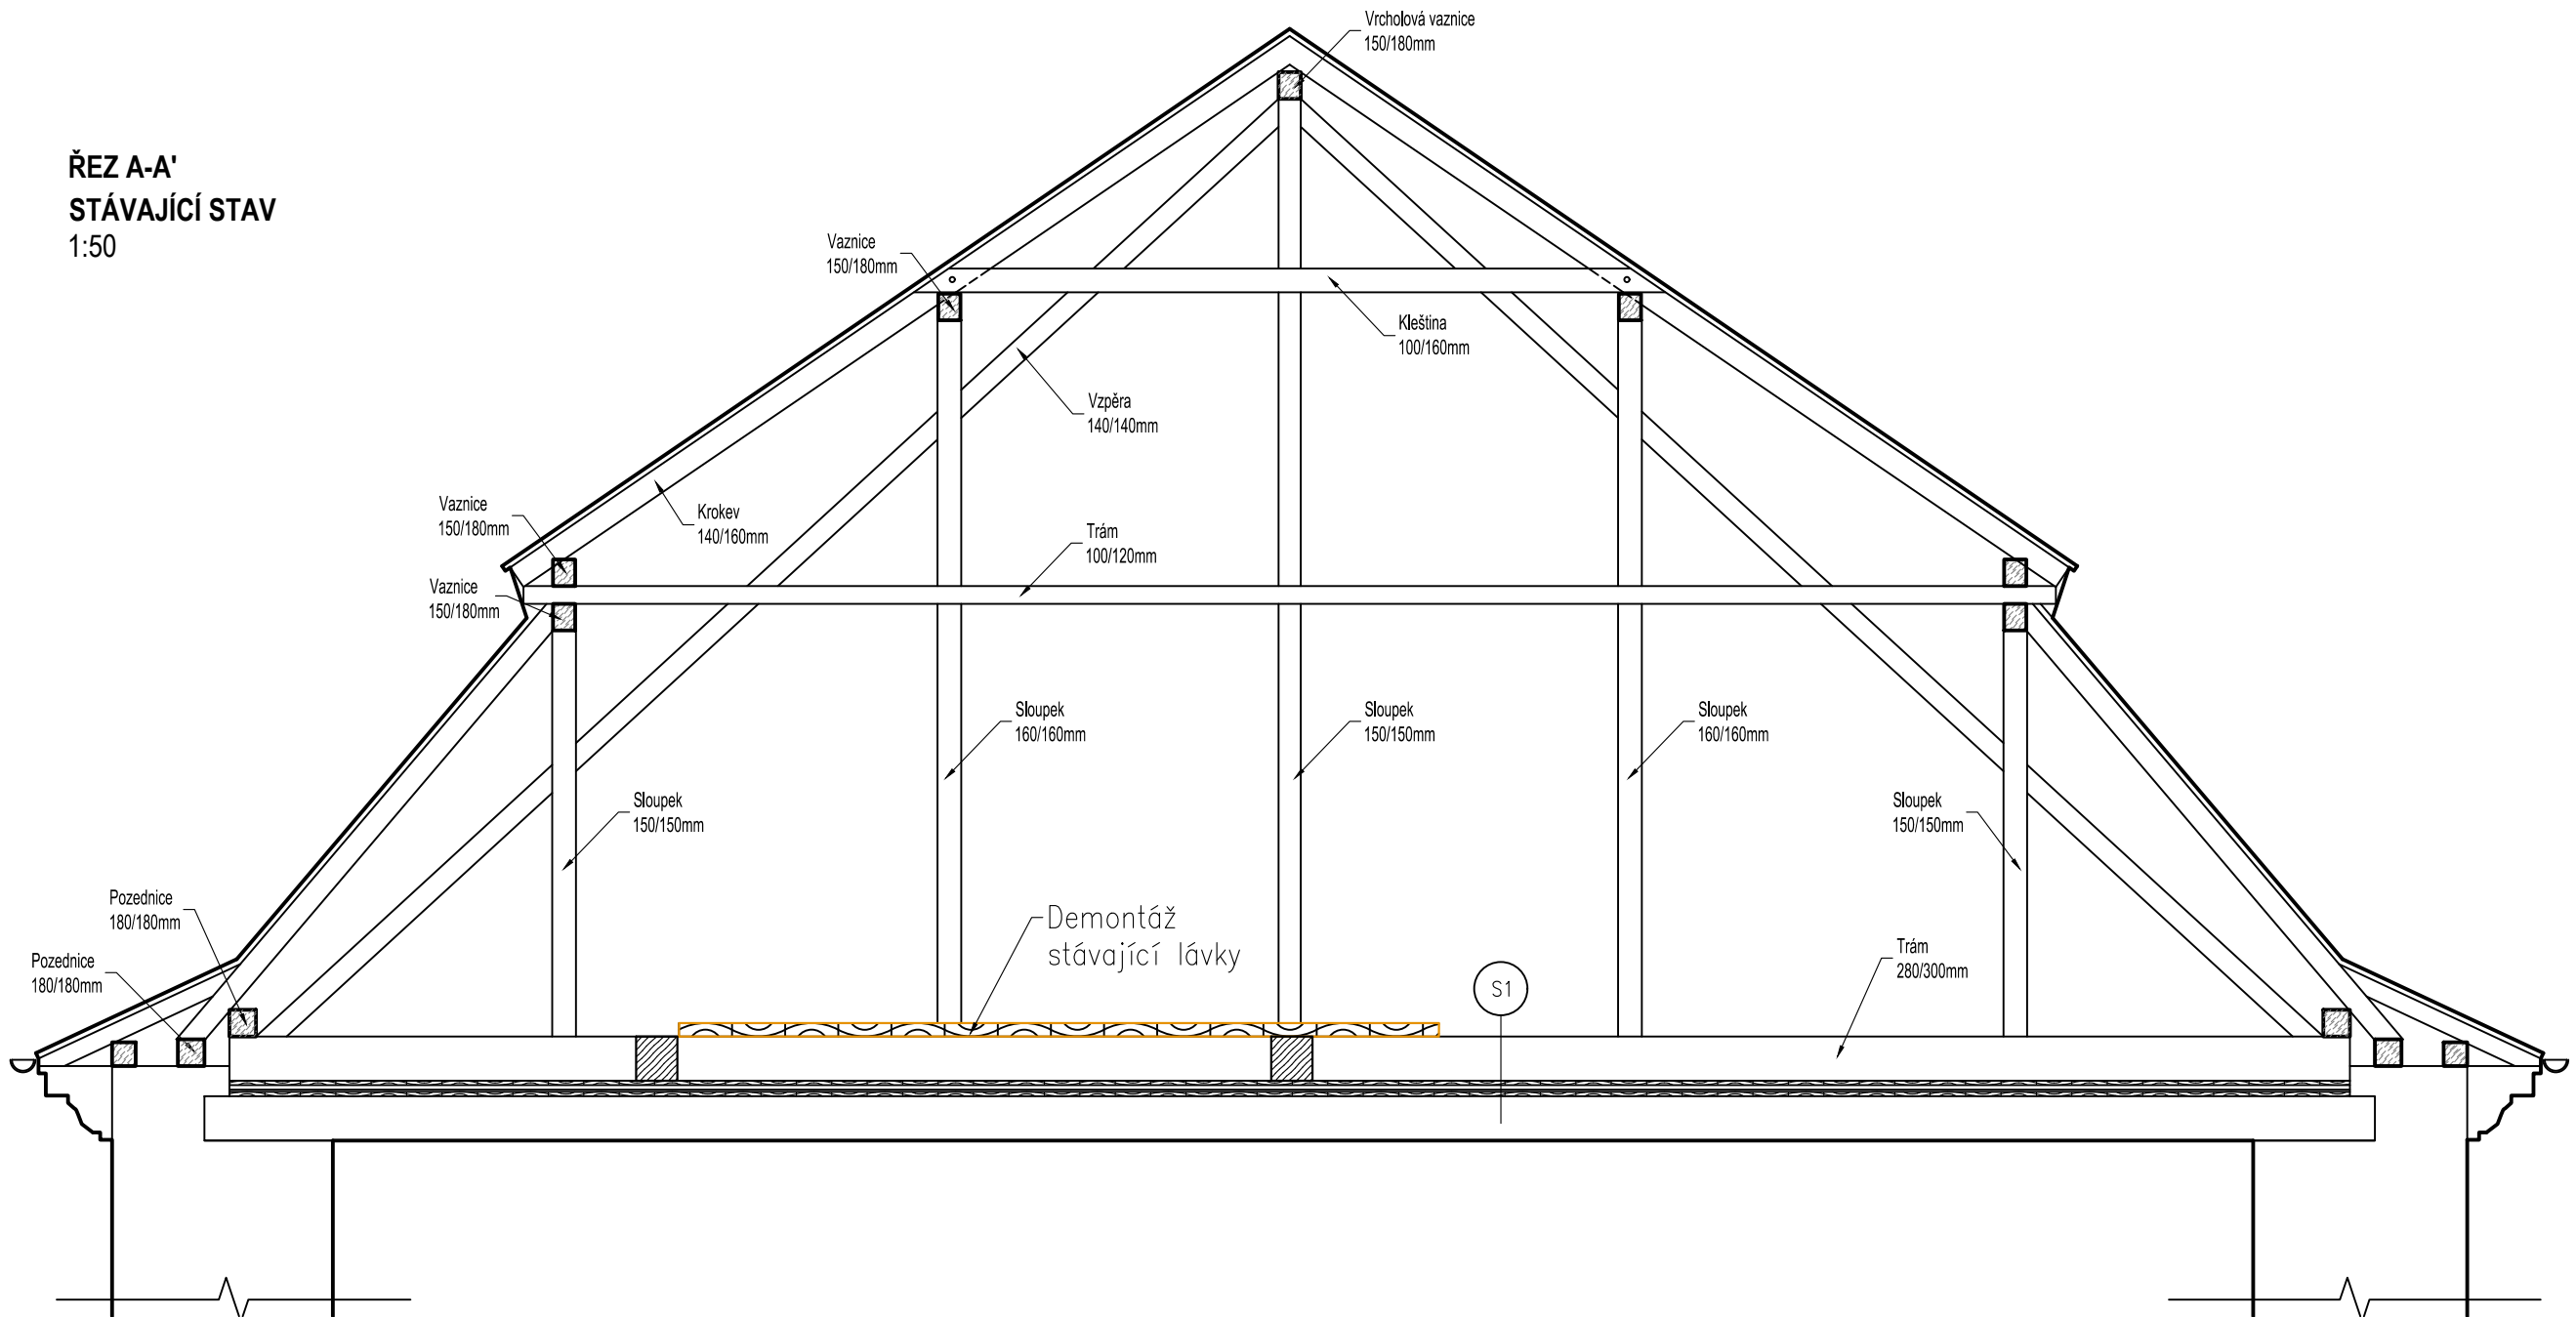 Vrcholová vaznice
150/180mm
ŘEZ A-A'
STÁVAJÍCÍ STAV
1:50
Vaznice
150/180mm
Kleština
100/160mm
Vzpěra
140/140mm
Vaznice
150/180mm
Krokev
140/160mm
Trám
100/120mm
Vaznice
150/180mm
Sloupek
160/160mm
Sloupek
150/150mm
Sloupek
160/160mm
Sloupek
150/150mm
Sloupek
150/150mm
Pozednice
180/180mm
Demontáž
stávající lávky
Trám
280/300mm
Pozednice
180/180mm
S1